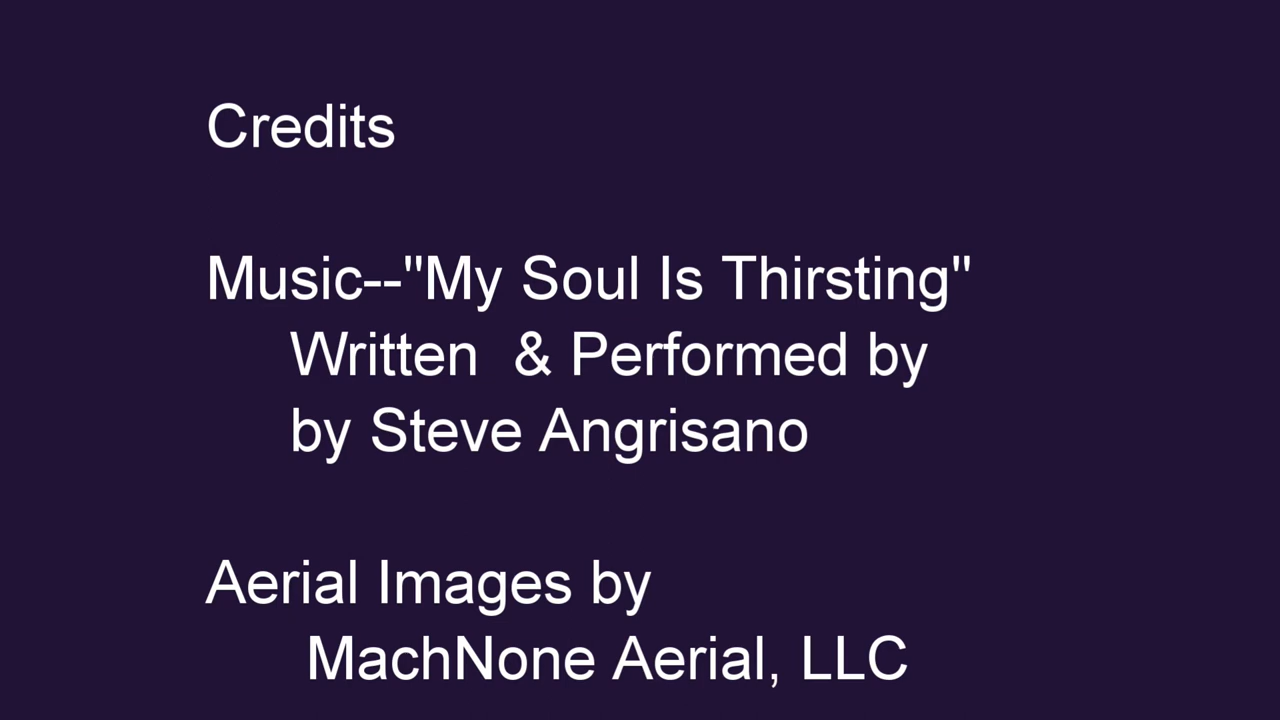 Credits
Music--"My Soul Is Thirsting"
Written  & Performed by
by Steve Angrisano
Aerial Images by
MachNone Aerial, LLC